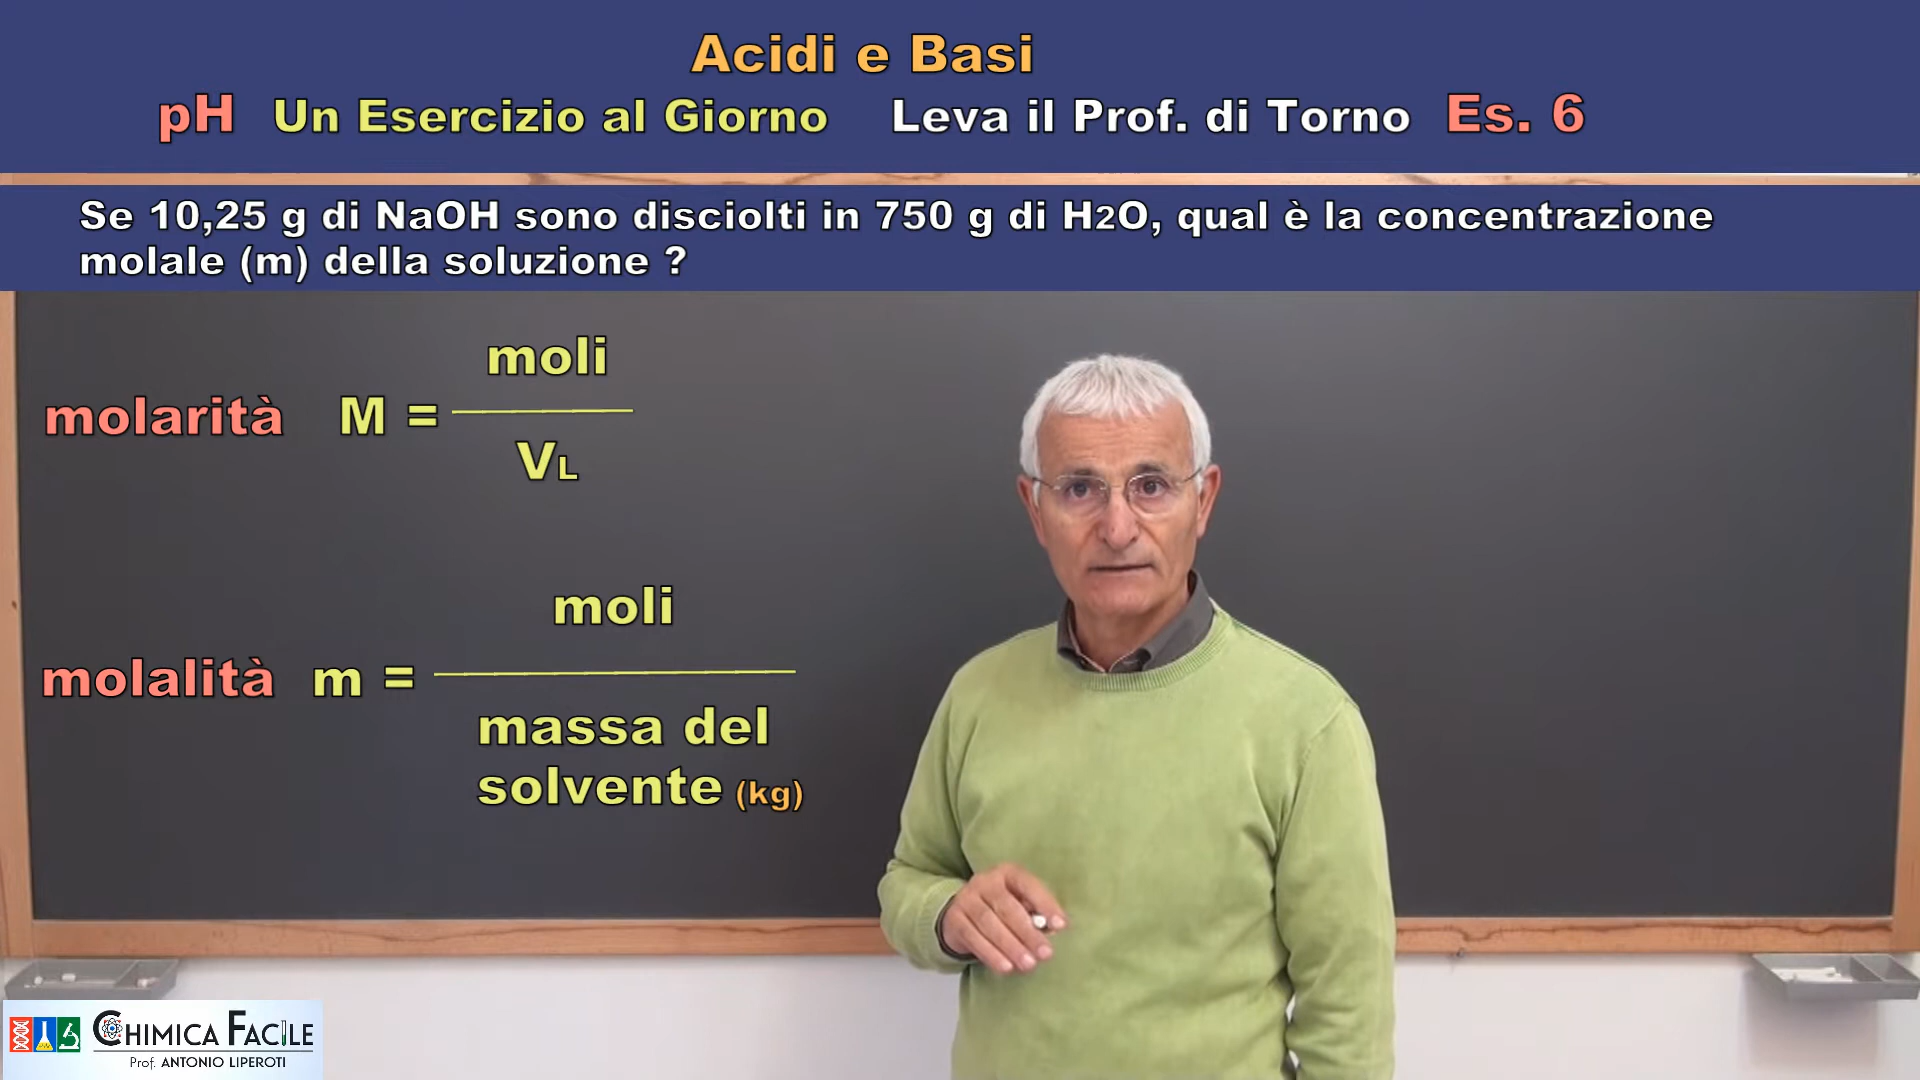 Acidi e Basi
pH Un Esercizio al Giorno Leva il Prof. di Torno Es. 6
Se 10,25 g di NaOH sono disciolti in 750 g di H2O, qual è la concentrazione
molale (m) della soluzione ?
moli
molarità M =
VL
moli
molalità m =
massa del
solvente (kg)
CHIMICA FACILE
Prof. ANTONIO LIPEROTI